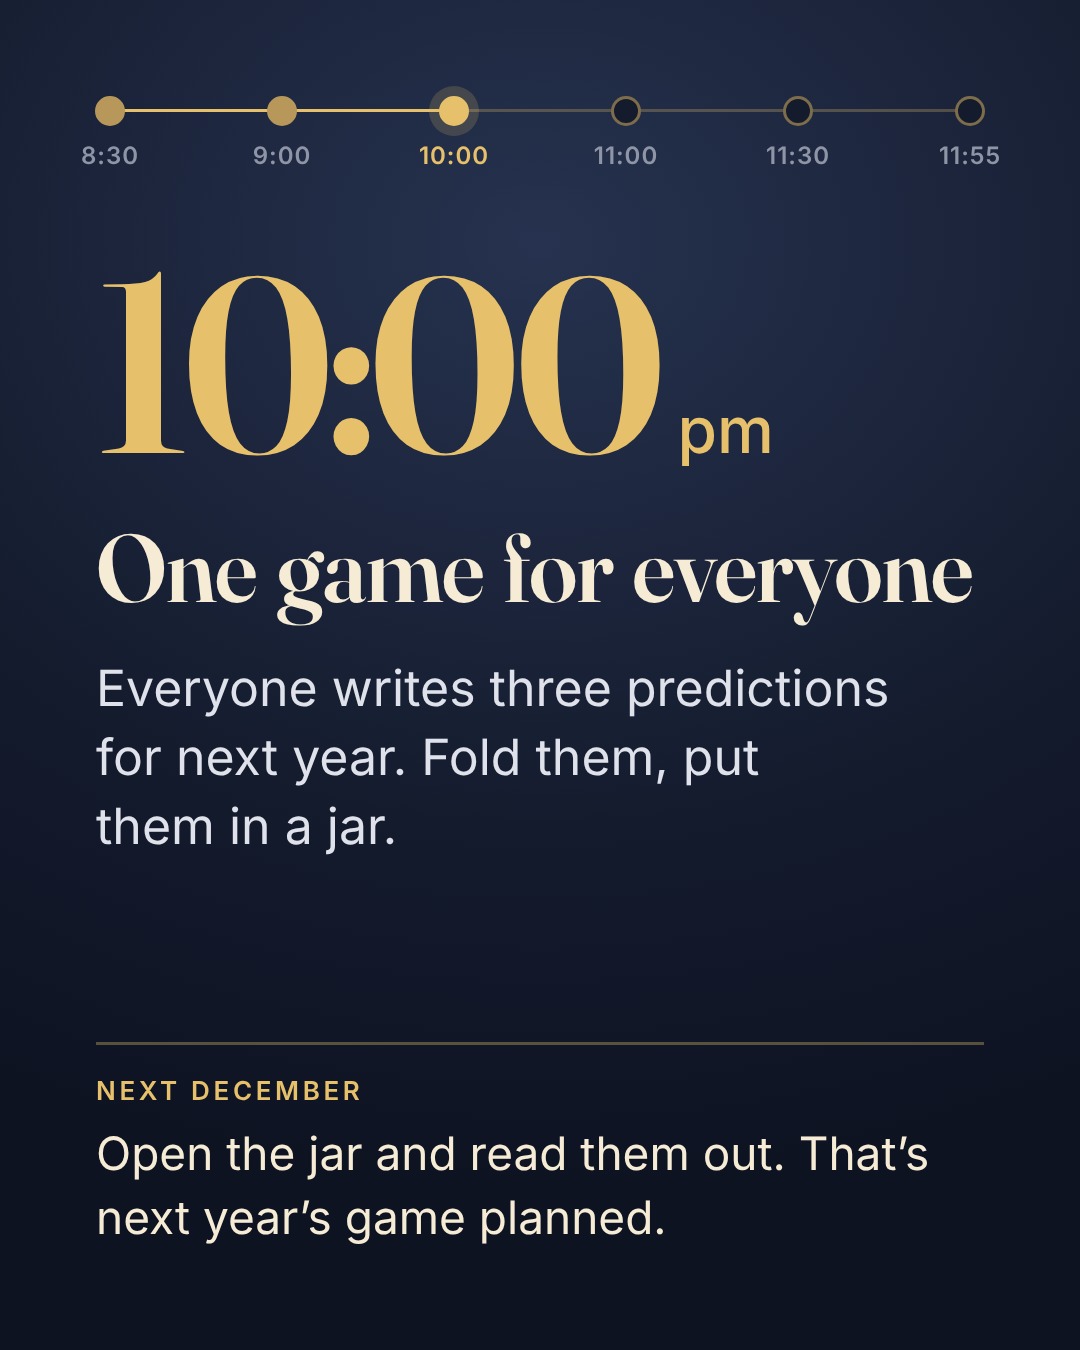 8:30 9:00 10:00 11:00 11:30 11:55
10:00 pm
One game for everyone
Everyone writes three predictions
for next year. Fold them, put
them in a jar.
NEXT DECEMBER
Open the jar and read them out. That’s
next year’s game planned.